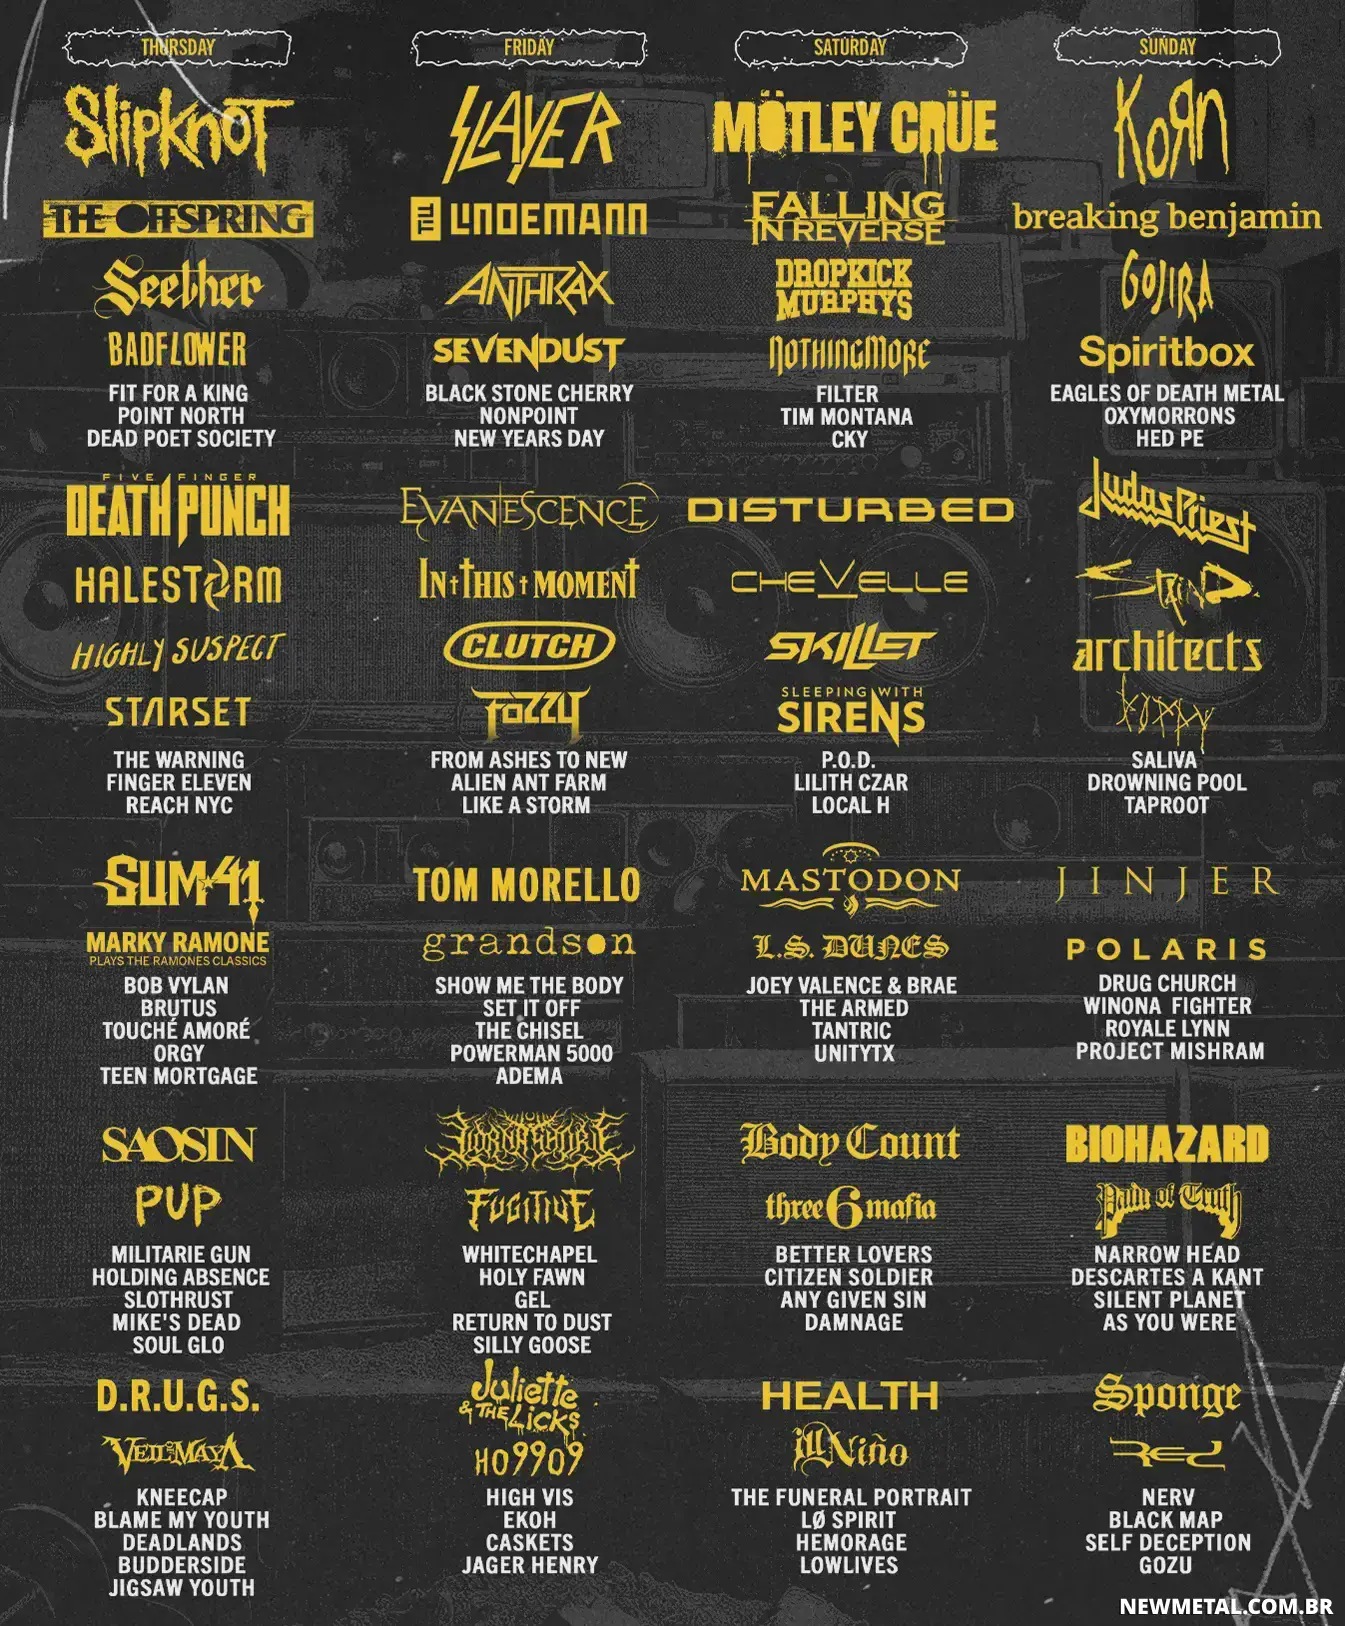 THURSDAY
SlipknoT
THE OFFSPRING
Seether
BADFLOWER
FIT FOR A KING
POINT NORTH
DEAD POET SOCIETY
FIVE FINGER
DEATH PUNCH
HALESTORM
HIGHLY SUSPECT
STARSET
THE WARNING
FINGER ELEVEN
REACH NYC
SUM 41
MARKY RAMONE
PLAYS THE RAMONES CLASSICS
BOB VYLAN
BRUTUS
TOUCHÉ AMORÉ
ORGY
TEEN MORTGAGE
SAOSIN
PUP
MILITARIE GUN
HOLDING ABSENCE
SLOTHRUST
MIKE'S DEAD
SOUL GLO
D.R.U.G.S.
VEIL OF MAYA
KNEECAP
BLAME MY YOUTH
DEADLANDS
BUDDERSIDE
JIGSAW YOUTH
FRIDAY
SLAYER
TILL LINDEMANN
ANTHRAX
SEVENDUST
BLACK STONE CHERRY
NONPOINT
NEW YEARS DAY
EVANESCENCE
IN THIS MOMENT
CLUTCH
FOZZY
FROM ASHES TO NEW
ALIEN ANT FARM
LIKE A STORM
TOM MORELLO
grandson
SHOW ME THE BODY
SET IT OFF
THE CHISEL
POWERMAN 5000
ADEMA
LORNA SHORE
FUGITIVE
WHITECHAPEL
HOLY FAWN
GEL
RETURN TO DUST
SILLY GOOSE
Juliette
& THE LICKS
HO99O9
HIGH VIS
EKOH
CASKETS
JAGER HENRY
SATURDAY
MÖTLEY CRÜE
FALLING
IN REVERSE
DROPKICK
MURPHYS
NOTHINGMORE
FILTER
TIM MONTANA
CKY
DISTURBED
CHEVELLE
SKILLET
SLEEPING WITH
SIRENS
P.O.D.
LILITH CZAR
LOCAL H
MASTODON
L.S. DUNES
JOEY VALENCE & BRAE
THE ARMED
TANTRIC
UNITYTX
Body Count
three 6 mafia
BETTER LOVERS
CITIZEN SOLDIER
ANY GIVEN SIN
DAMNAGE
HEALTH
ill Niño
THE FUNERAL PORTRAIT
LØ SPIRIT
HEMORAGE
LOWLIVES
SUNDAY
KoЯn
breaking benjamin
GOJIRA
Spiritbox
EAGLES OF DEATH METAL
OXYMORRONS
HED PE
Judas Priest
STAIND
architects
KOPPY
SALIVA
DROWNING POOL
TAPROOT
JINJER
POLARIS
DRUG CHURCH
WINONA FIGHTER
ROYALE LYNN
PROJECT MISHRAM
BIOHAZARD
Pain of Truth
NARROW HEAD
DESCARTES A KANT
SILENT PLANET
AS YOU WERE
Sponge
RED
NERV
BLACK MAP
SELF DECEPTION
GOZU
NEWMETAL.COM.BR